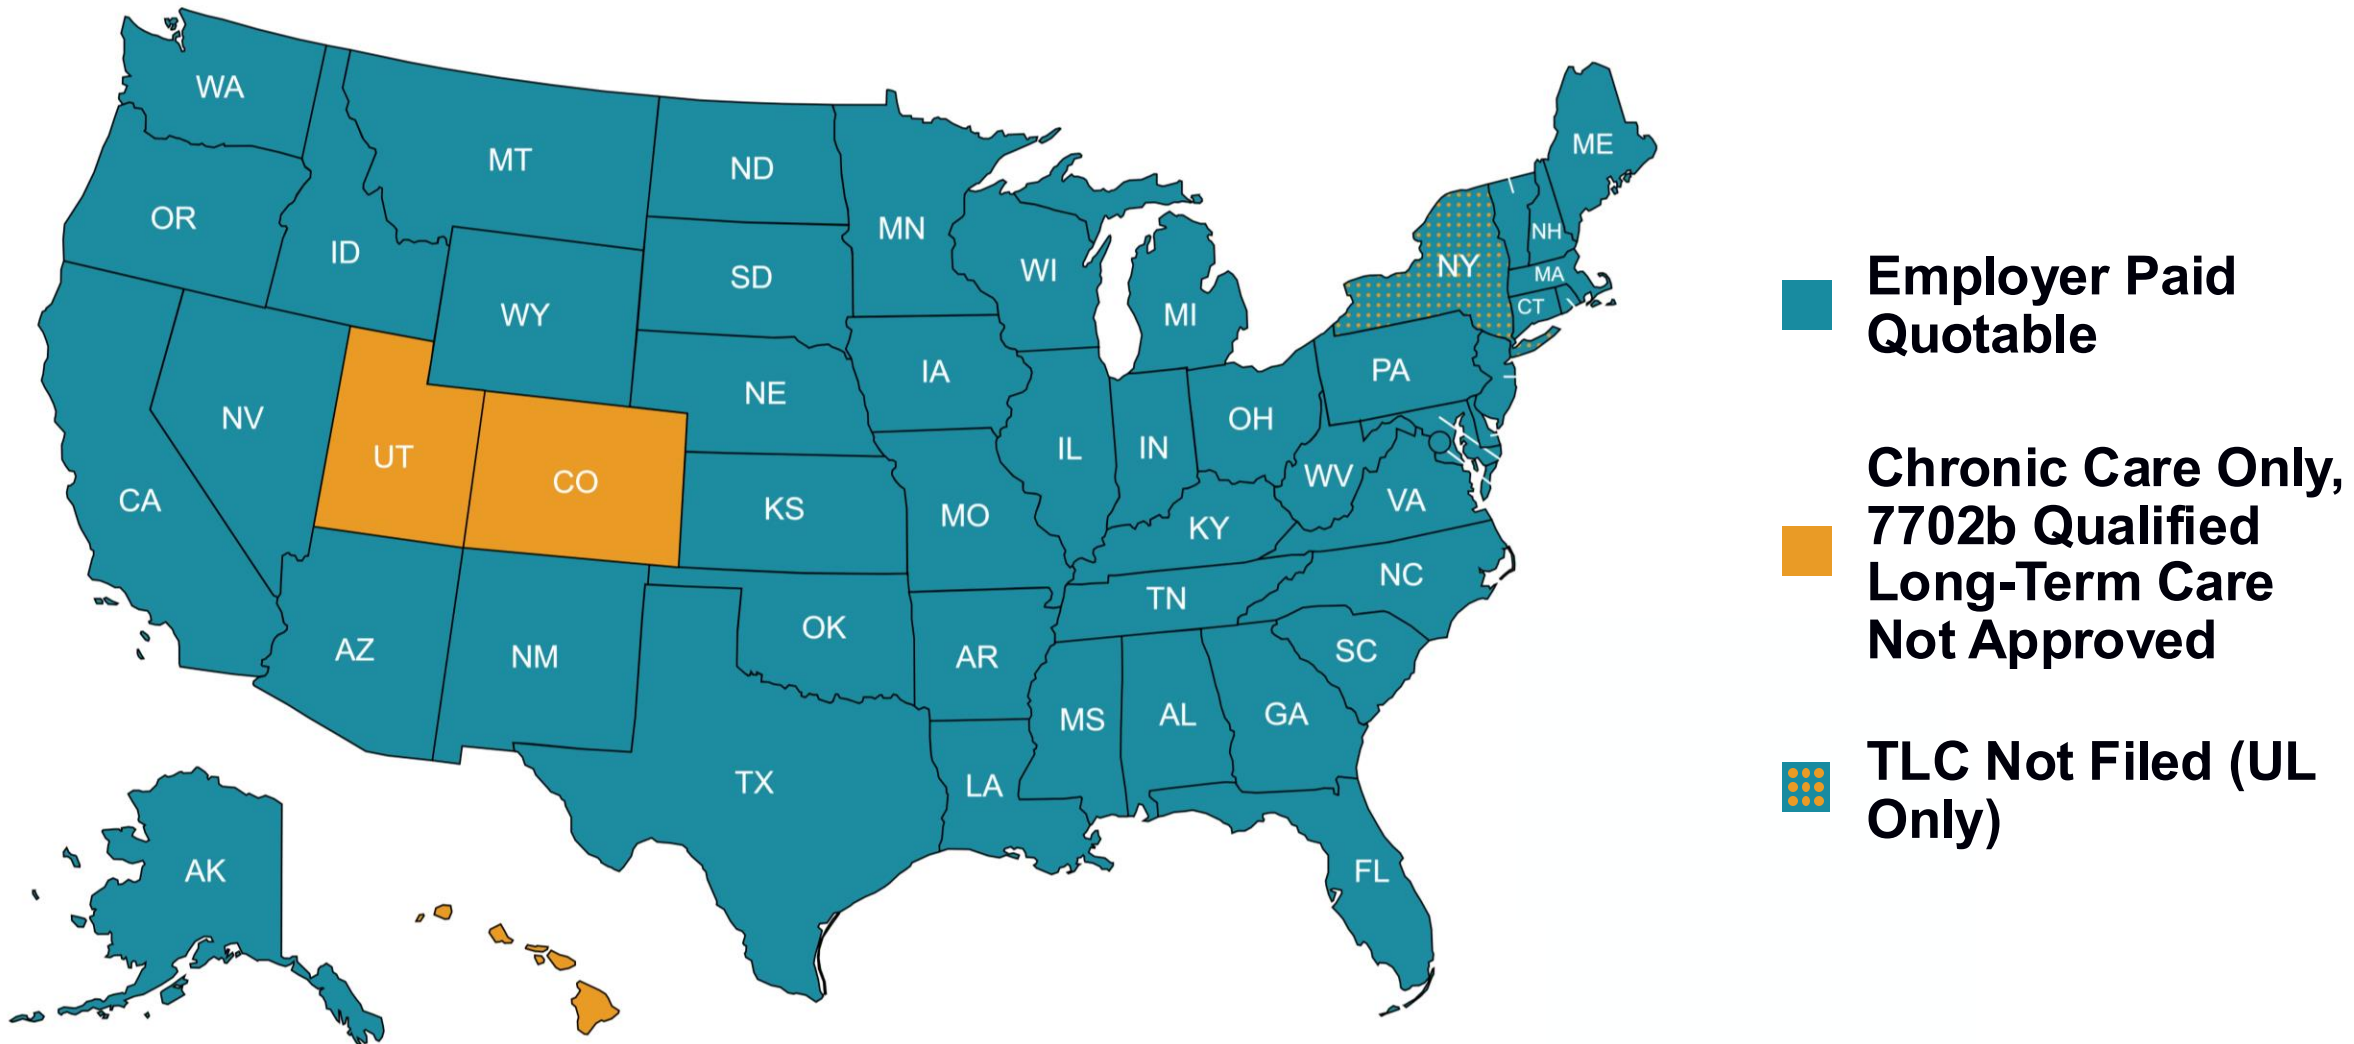 WA
OR
CA
NV
ID
MT
WY
UT
CO
AZ
NM
ND
SD
NE
KS
OK
TX
MN
IA
MO
AR
LA
WI
IL
MI
IN
OH
KY
TN
MS
AL
GA
FL
SC
NC
VA
WV
PA
NY
ME
NH
MA
CT
AK
Employer Paid
Quotable
Chronic Care Only,
7702b Qualified
Long-Term Care
Not Approved
TLC Not Filed (UL
Only)